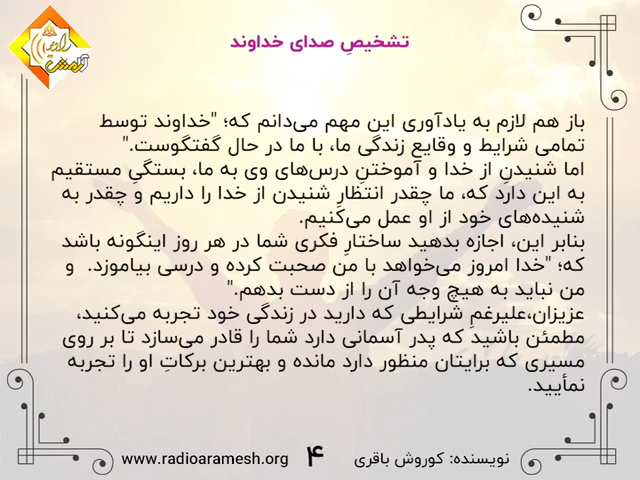 تشخیصِ صدای خداوند
رادیو
آرامش
باز هم لازم به یادآوری این مهم می‌دانم که؛ "خداوند توسط
تمامی شرایط و وقایع زندگی ما، با ما در حال گفتگوست."
اما شنیدنِ از خدا و آموختنِ درس‌های وی به ما، بستگیِ مستقیم
به این دارد که، ما چقدر انتظارِ شنیدن از خدا را داریم و چقدر به
شنیده‌های خود از او عمل می‌کنیم.
بنابر این، اجازه بدهید ساختارِ فکری شما در هر روز اینگونه باشد
که؛ "خدا امروز می‌خواهد با من صحبت کرده و درسی بیاموزد. و
من نباید به هیچ وجه آن را از دست بدهم."
عزیزان،علیرغمِ شرایطی که دارید در زندگی خود تجربه می‌کنید،
مطمئن باشید که پدر آسمانی دارد شما را قادر می‌سازد تا بر روی
مسیری که برایتان منظور دارد مانده و بهترین برکاتِ او را تجربه
نمأیید.
نویسنده: کوروش باقری ۴ www.radioaramesh.org